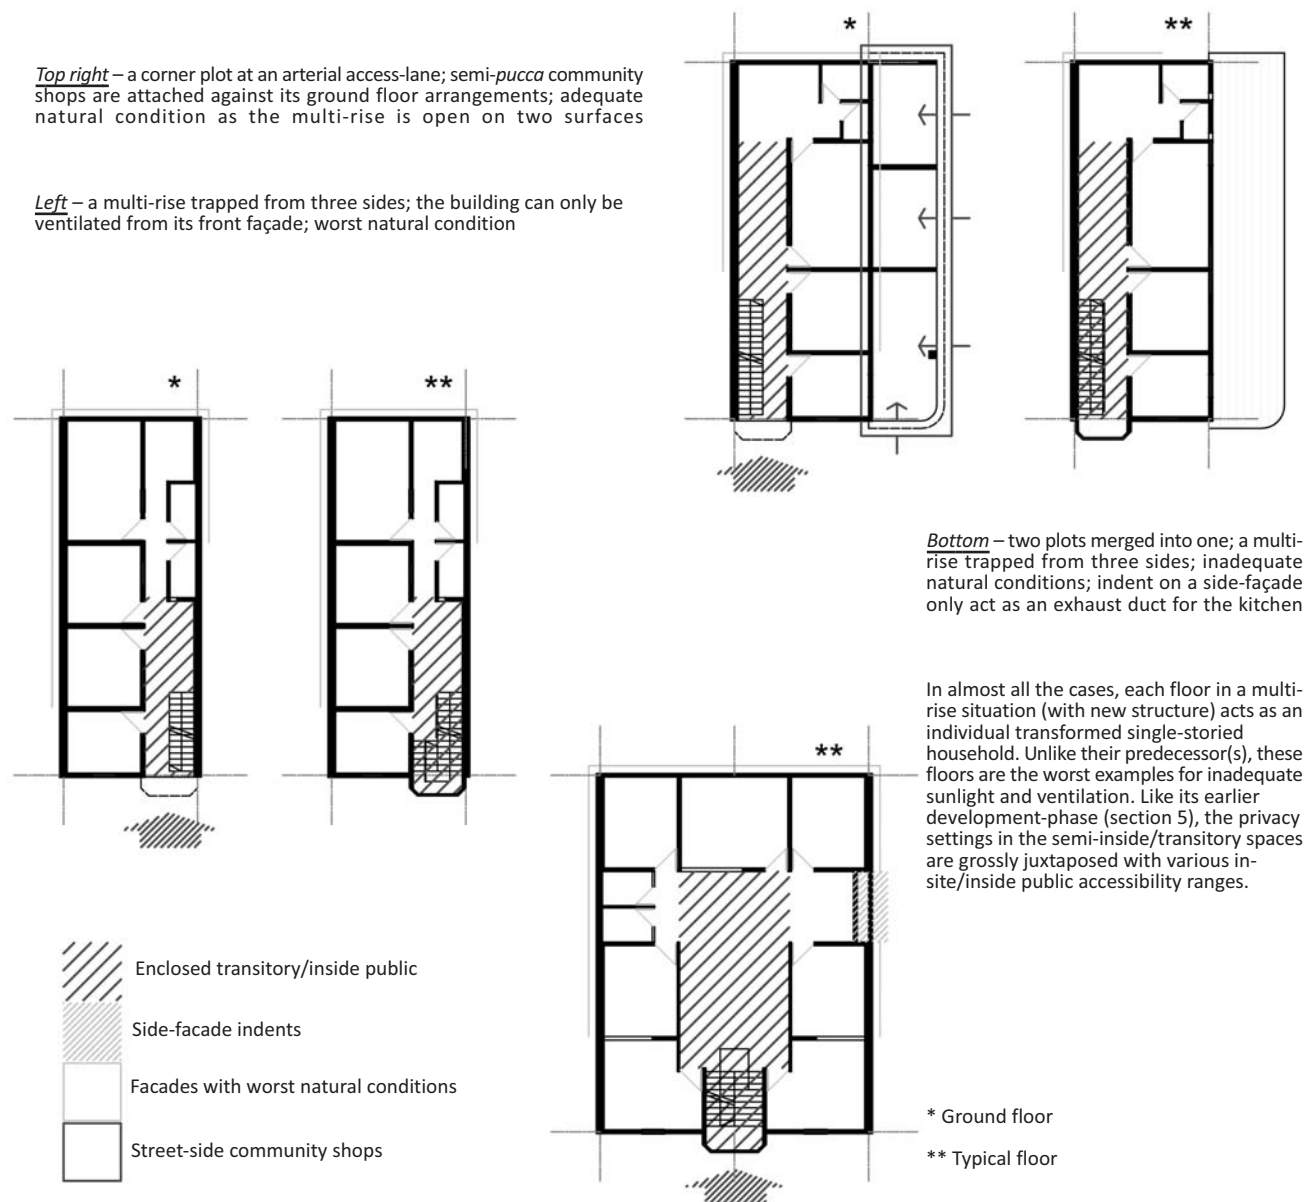 *
**
Top right – a corner plot at an arterial access-lane; semi-pucca community
shops are attached against its ground floor arrangements; adequate
natural condition as the multi-rise is open on two surfaces
Left – a multi-rise trapped from three sides; the building can only be
ventilated from its front façade; worst natural condition
*
**
Bottom – two plots merged into one; a multi-
rise trapped from three sides; inadequate
natural conditions; indent on a side-façade
only act as an exhaust duct for the kitchen
In almost all the cases, each floor in a multi-
rise situation (with new structure) acts as an
individual transformed single-storied
household. Unlike their predecessor(s), these
floors are the worst examples for inadequate
sunlight and ventilation. Like its earlier
development-phase (section 5), the privacy
settings in the semi-inside/transitory spaces
are grossly juxtaposed with various in-
site/inside public accessibility ranges.
**
Enclosed transitory/inside public
Side-facade indents
Facades with worst natural conditions
Street-side community shops
* Ground floor
** Typical floor